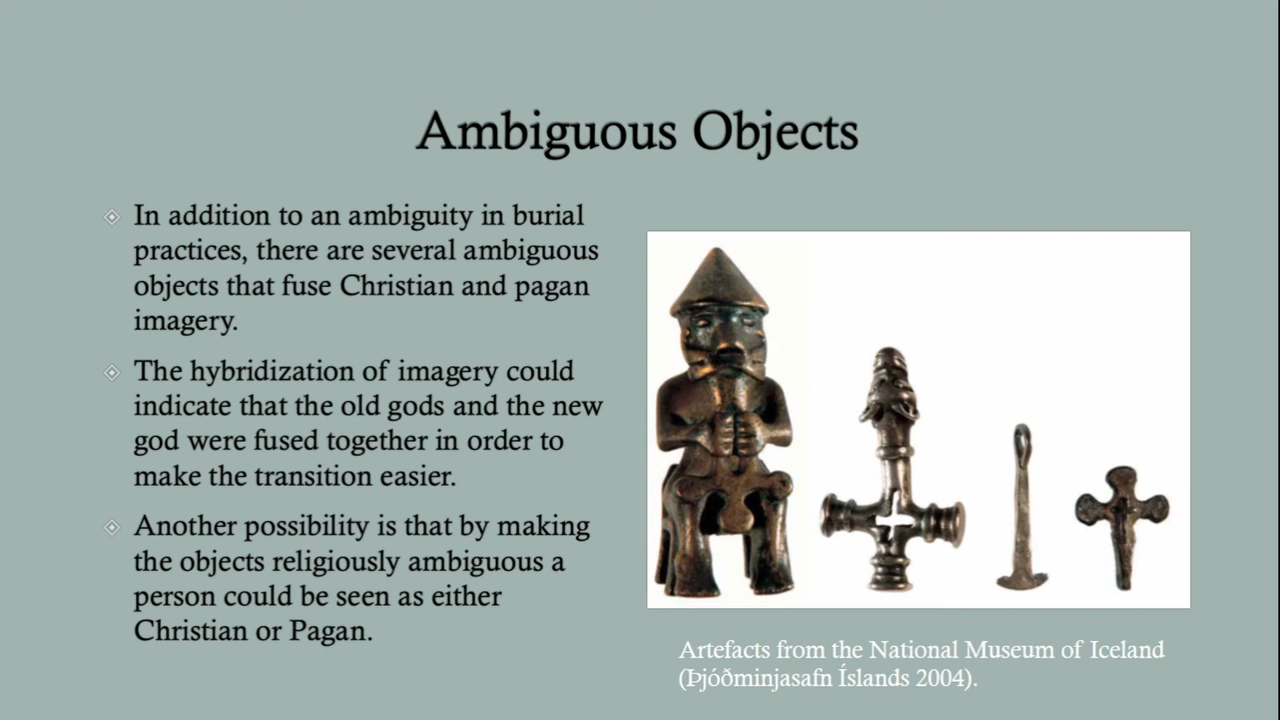 Ambiguous Objects
In addition to an ambiguity in burial
practices, there are several ambiguous
objects that fuse Christian and pagan
imagery.
The hybridization of imagery could
indicate that the old gods and the new
god were fused together in order to
make the transition easier.
Another possibility is that by making
the objects religiously ambiguous a
person could be seen as either
Christian or Pagan.
Artefacts from the National Museum of Iceland
(Þjóðminjasafn Íslands 2004).